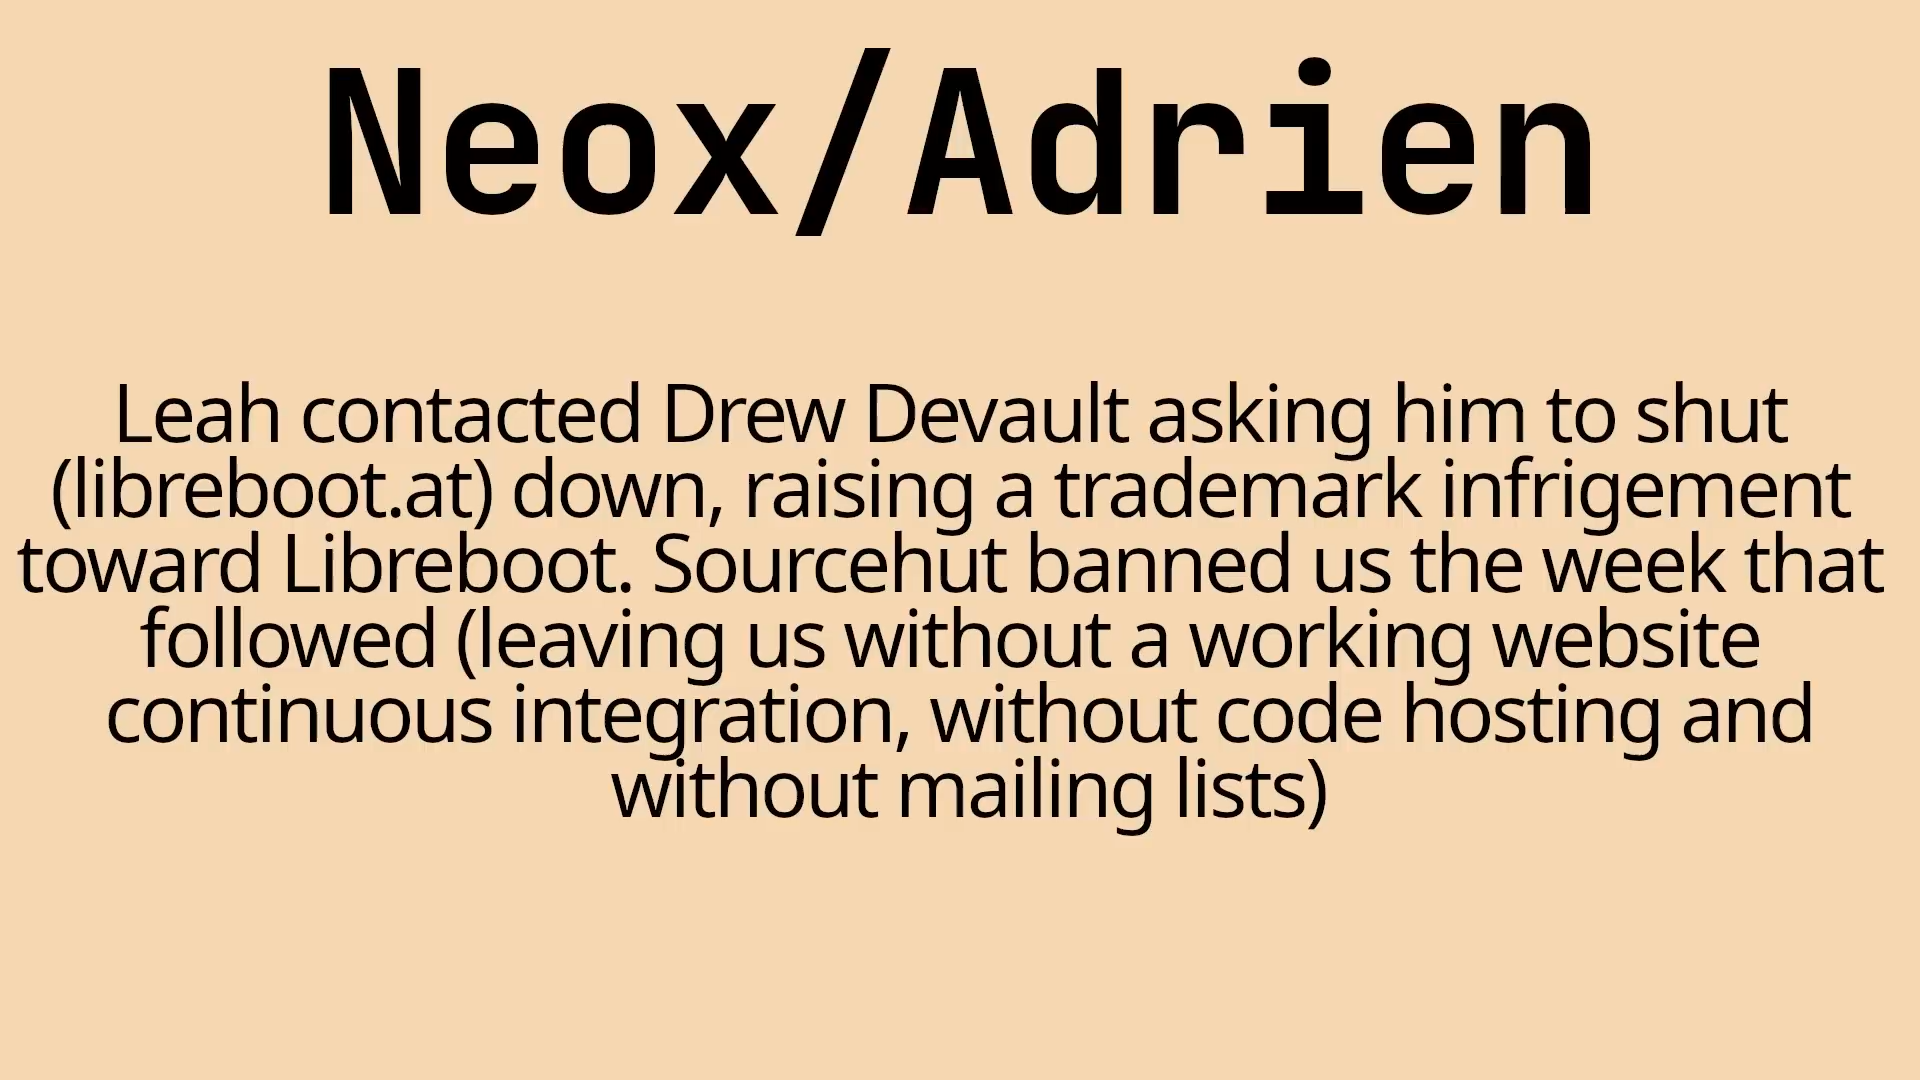 Neox/Adrien
Leah contacted Drew Devault asking him to shut
(libreboot.at) down, raising a trademark infrigement
toward Libreboot. Sourcehut banned us the week that
followed (leaving us without a working website
continuous integration, without code hosting and
without mailing lists)